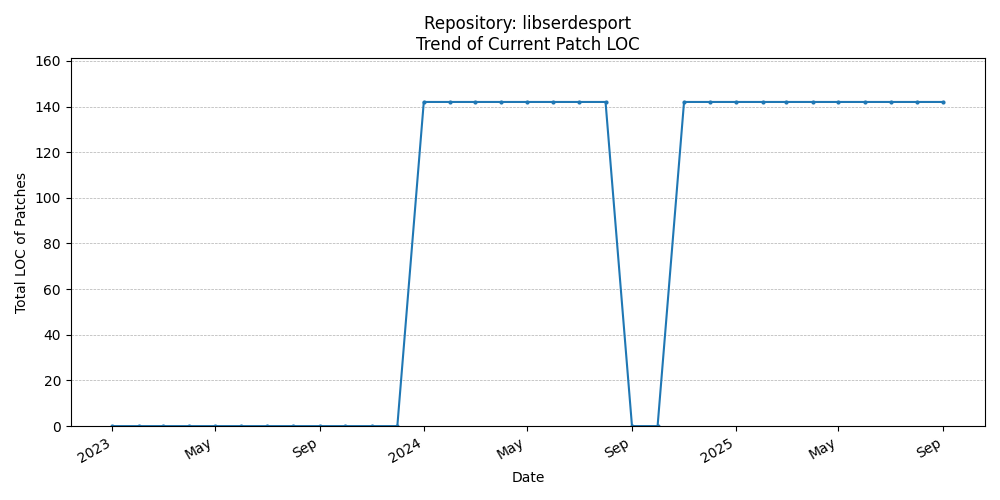 Repository: libserdesport
Trend of Current Patch LOC
160
140
120
100
80
60
40
20
0
Total LOC of Patches
2023
May
Sep
2024
May
Sep
2025
May
Sep
Date